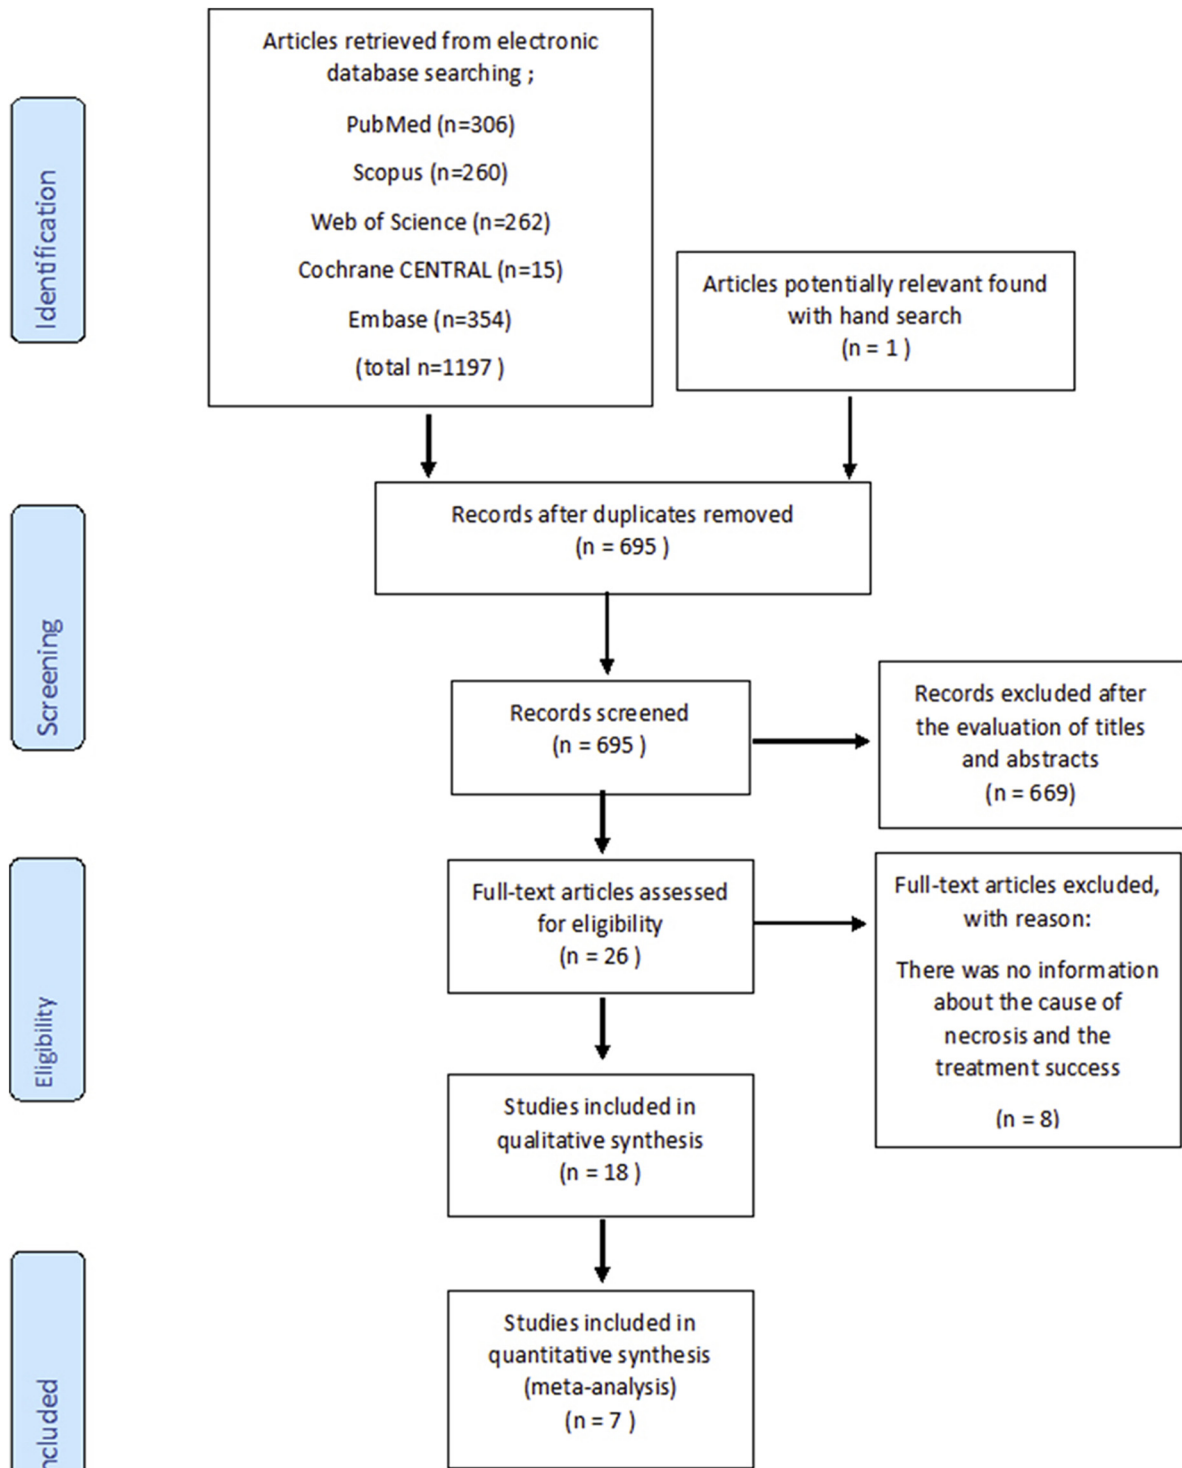 Articles retrieved from electronic
database searching ;
PubMed (n=306)
Scopus (n=260)
Web of Science (n=262)
Cochrane CENTRAL (n=15)
Embase (n=354)
(total n=1197 )
Identification
Articles potentially relevant found
with hand search
(n = 1 )
Records after duplicates removed
(n = 695 )
Screening
Records screened
(n = 695 )
Records excluded after
the evaluation of titles
and abstracts
(n = 669)
Eligibility
Full-text articles assessed
for eligibility
(n = 26 )
Full-text articles excluded,
with reason:
There was no information
about the cause of
necrosis and the
treatment success
(n = 8)
Studies included in
qualitative synthesis
(n = 18 )
ncluded
Studies included in
quantitative synthesis
(meta-analysis)
(n = 7 )